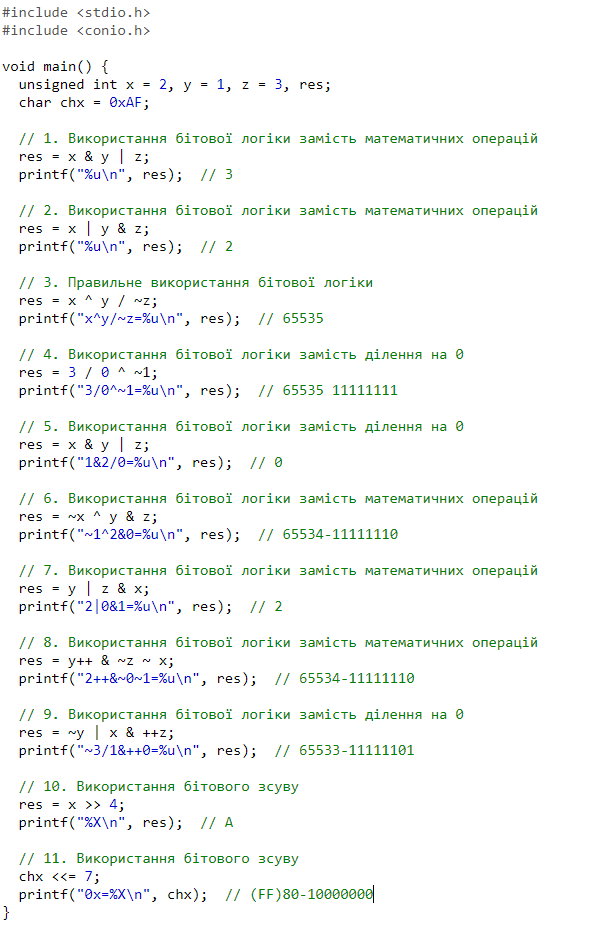 #include <stdio.h>
#include <conio.h>
void main() {
unsigned int x = 2, y = 1, z = 3, res;
char chx = 0xAF;
// 1. Використання бітової логіки замість математичних операцій
res = x & y | z;
printf("%u\n", res); // 3
// 2. Використання бітової логіки замість математичних операцій
res = x | y & z;
printf("%u\n", res); // 2
// 3. Правильне використання бітової логіки
res = x ^ y / ~z;
printf("x^y/~z=%u\n", res); // 65535
// 4. Використання бітової логіки замість ділення на 0
res = 3 / 0 ^ ~1;
printf("3/0^~1=%u\n", res); // 65535 11111111
// 5. Використання бітової логіки замість ділення на 0
res = x & y | z;
printf("1&2/0=%u\n", res); // 0
// 6. Використання бітової логіки замість математичних операцій
res = ~x ^ y & z;
printf("~1^2&0=%u\n", res); // 65534-11111110
// 7. Використання бітової логіки замість математичних операцій
res = y | z & x;
printf("2|0&1=%u\n", res); // 2
// 8. Використання бітової логіки замість математичних операцій
res = y++ & ~z ~ x;
printf("2++&~0~1=%u\n", res); // 65534-11111110
// 9. Використання бітової логіки замість ділення на 0
res = ~y | x & ++z;
printf("~3/1&++0=%u\n", res); // 65533-11111101
// 10. Використання бітового зсуву
res = x >> 4;
printf("%X\n", res); // A
// 11. Використання бітового зсуву
chx <<= 7;
printf("0x=%X\n", chx); // (FF)80-10000000
}